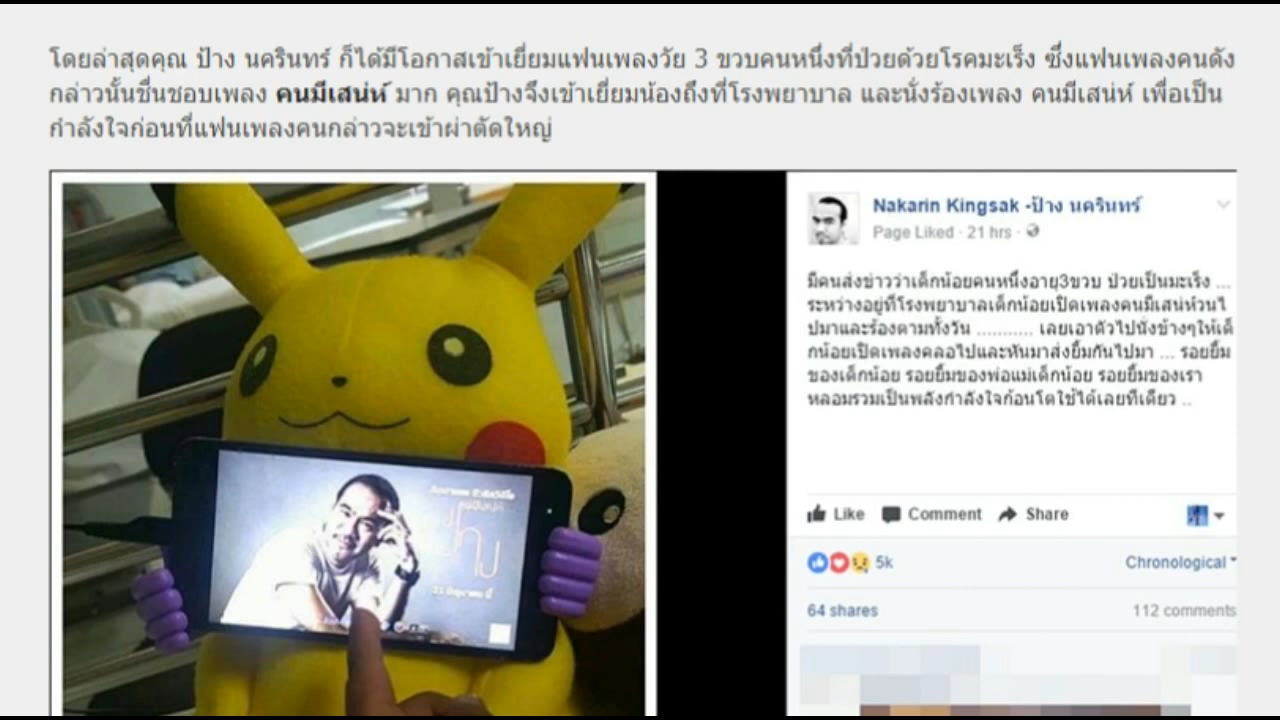 โดยล่าสุดคุณ ป้าง นครินทร์ ก็ได้มีโอกาสเข้าเยี่ยมแฟนเพลงวัย 3 ขวบคนหนึ่งที่ป่วยด้วยโรคมะเร็ง ซึ่งแฟนเพลงคนดัง
กล่าวนั้นชื่นชอบเพลง คนมีเสน่ห์ มาก คุณป้างจึงเข้าเยี่ยมน้องถึงที่โรงพยาบาล และนั่งร้องเพลง คนมีเสน่ห์ เพื่อเป็น
กำลังใจก่อนที่แฟนเพลงคนกล่าวจะเข้าผ่าตัดใหญ่
Nakarin Kingsak -ป้าง นครินทร์
Page Liked · 21 hrs ·
มีคนส่งข่าวว่าเด็กน้อยคนหนึ่งอายุ3ขวบ ป่วยเป็นมะเร็ง ...
ระหว่างอยู่ที่โรงพยาบาลเด็กน้อยเปิดเพลงคนมีเสน่ห์วนไ
ปมาและร้องตามทั้งวัน ........... เลยเอาตัวไปนั่งข้างๆให้เด็
กน้อยเปิดเพลงคลอไปและหันมาส่งยิ้มกันไปมา ... รอยยิ้ม
ของเด็กน้อย รอยยิ้มของพ่อแม่เด็กน้อย รอยยิ้มของเรา
หลอมรวมเป็นพลังกำลังใจก้อนโตใช้ได้เลยทีเดียว ..
Like Comment Share
5k Chronological
64 shares 112 comments
ป้าง